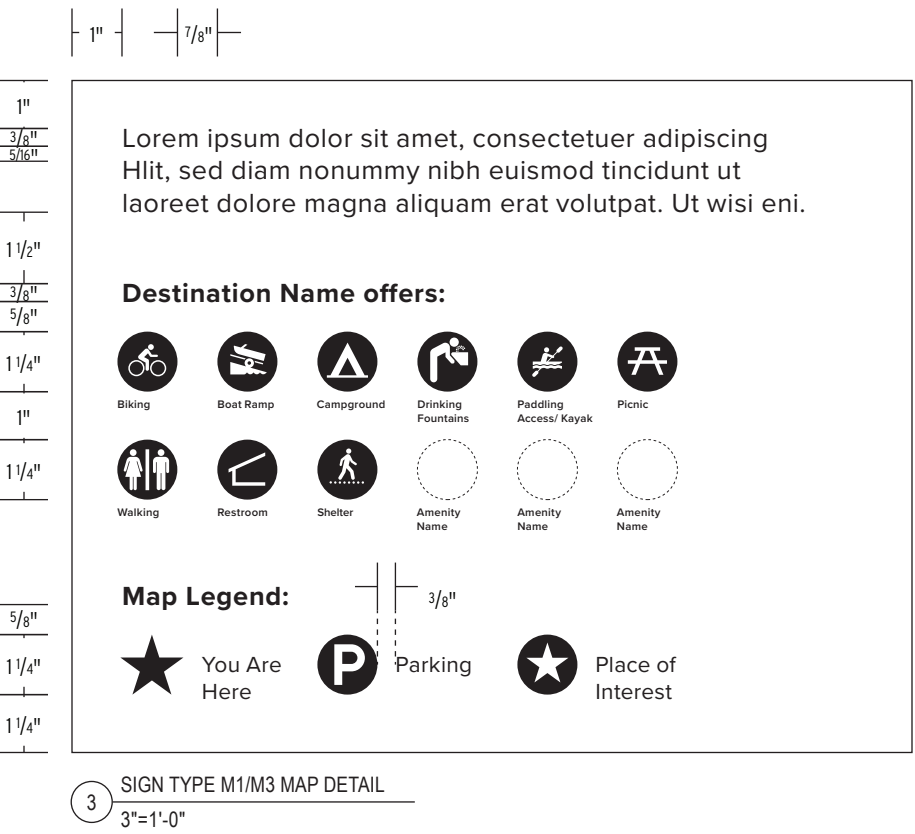 1" 7/8"
1"
3/8"
5/16"
1 1/2"
3/8"
5/8"
1 1/4"
1"
1 1/4"
5/8"
1 1/4"
1 1/4"
Lorem ipsum dolor sit amet, consectetuer adipiscing
Hlit, sed diam nonummy nibh euismod tincidunt ut
laoreet dolore magna aliquam erat volutpat. Ut wisi eni.
Destination Name offers:
Biking Boat Ramp Campground Drinking Paddling Picnic
Fountains Access/ Kayak
Walking Restroom Shelter Amenity Amenity Amenity
Name Name Name
Map Legend:
3/8"
You Are P Parking Place of
Here Interest
3 SIGN TYPE M1/M3 MAP DETAIL
3"=1'-0"